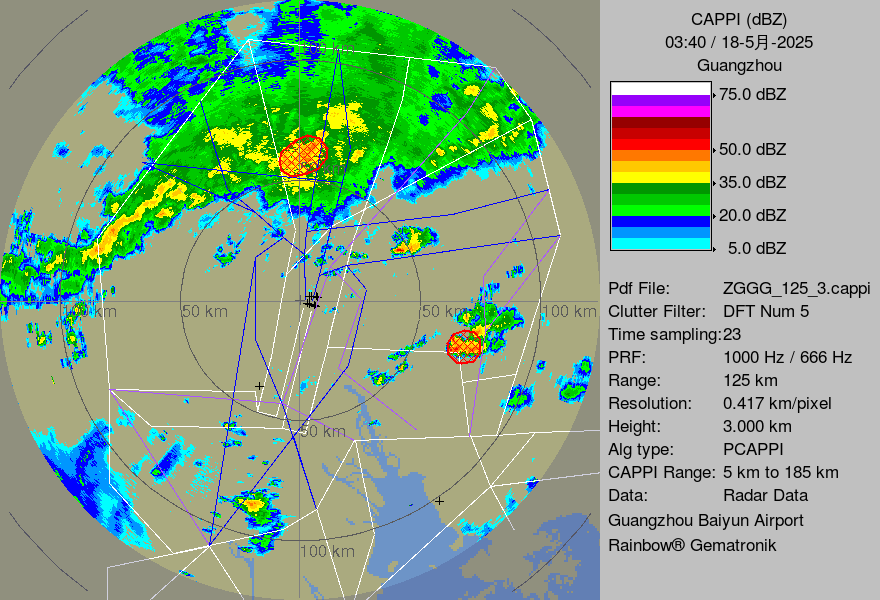 CAPPI (dBZ)
03:40 / 18-5月-2025
Guangzhou
75.0 dBZ
50.0 dBZ
35.0 dBZ
20.0 dBZ
5.0 dBZ
Pdf File: ZGGG_125_3.cappi
Clutter Filter: DFT Num 5
Time sampling:23
PRF: 1000 Hz / 666 Hz
Range: 125 km
Resolution: 0.417 km/pixel
Height: 3.000 km
Alg type: PCAPPI
CAPPI Range: 5 km to 185 km
Data: Radar Data
Guangzhou Baiyun Airport
Rainbow® Gematronik
100 km
50 km
50 km
100 km
50 km
100 km